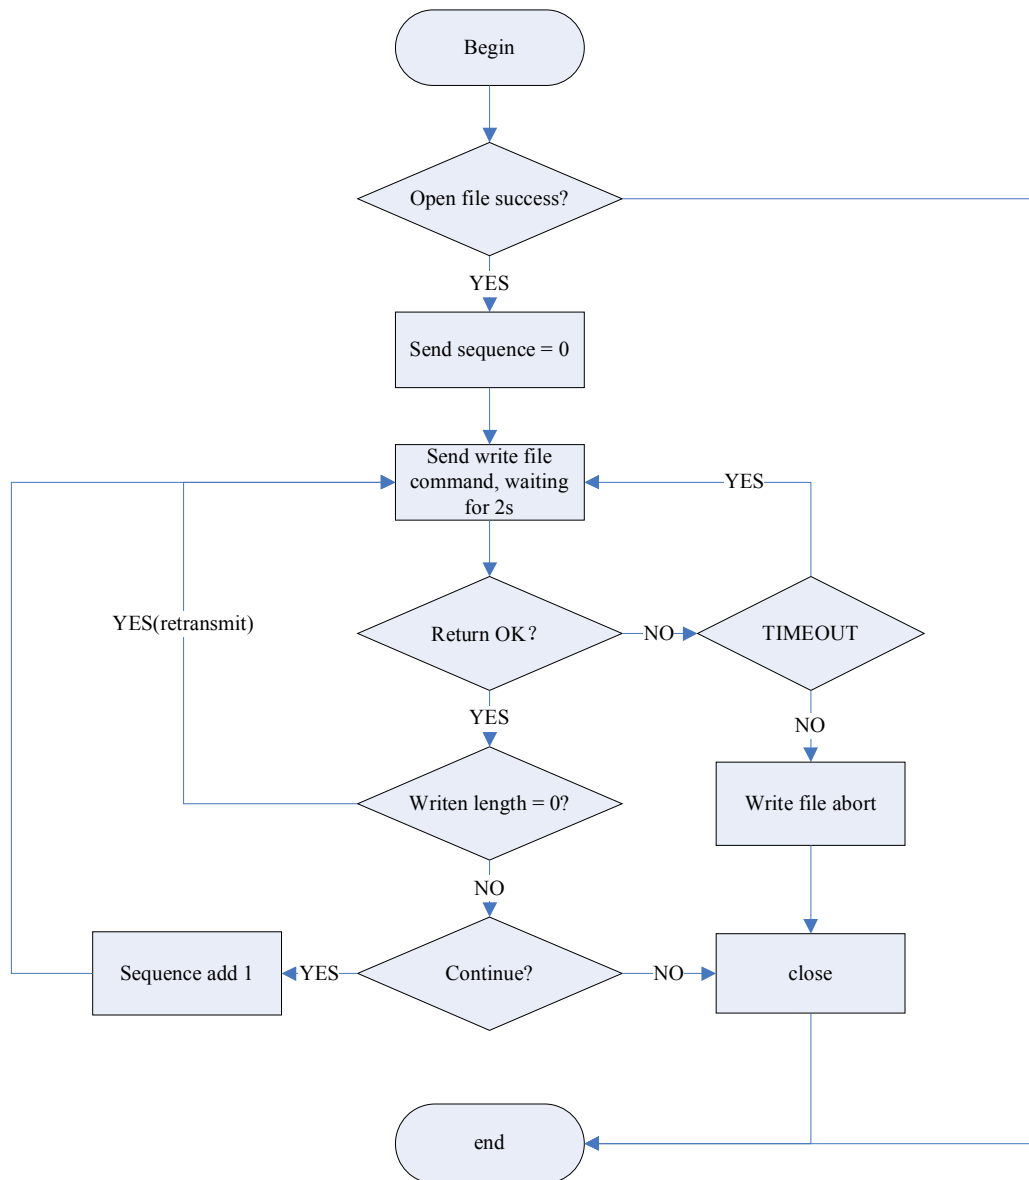 Begin
Open file success?
YES
Send sequence = 0
Send write file
command, waiting
for 2s
YES
YES(retransmit)
Return OK？
NO
TIMEOUT
YES
NO
Writen length = 0?
Write file abort
NO
Sequence add 1
YES
Continue?
NO
close
end